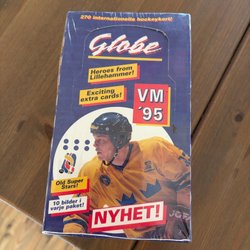 270 internationella hockeykort!
Globe
Heroes from
Lillehammer!
Exciting
extra cards!
VM
'95
Old Super
Stars!
10 bilder i
varje paket!
NYHET!